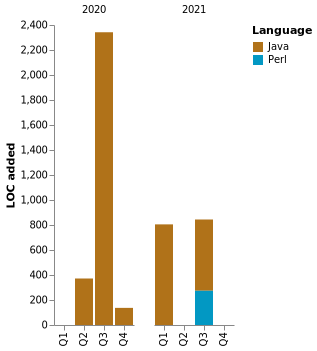 2020 2021
Language
Java
Perl
LOC added
2,400
2,200
2,000
1,800
1,600
1,400
1,200
1,000
800
600
400
200
0
Q1 Q2 Q3 Q4 Q1 Q2 Q3 Q4